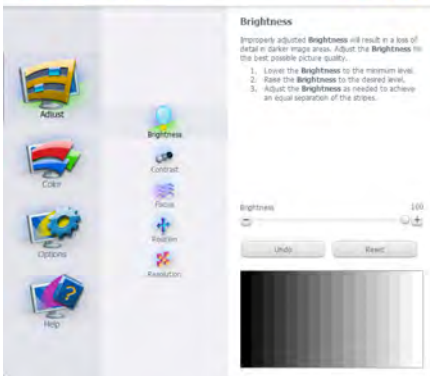 Brightness
Improperly adjusted Brightness will result in a loss of
detail in darker image areas. Adjust the Brightness for
the best possible picture quality.
1. Lower the Brightness to the minimum level.
2. Raise the Brightness to the desired level.
3. Adjust the Brightness as needed to achieve
an equal separation of the stripes.
Adjust
Color
Options
Help
Brightness
Contrast
Focus
Position
Resolution
Brightness
100
Undo
Reset